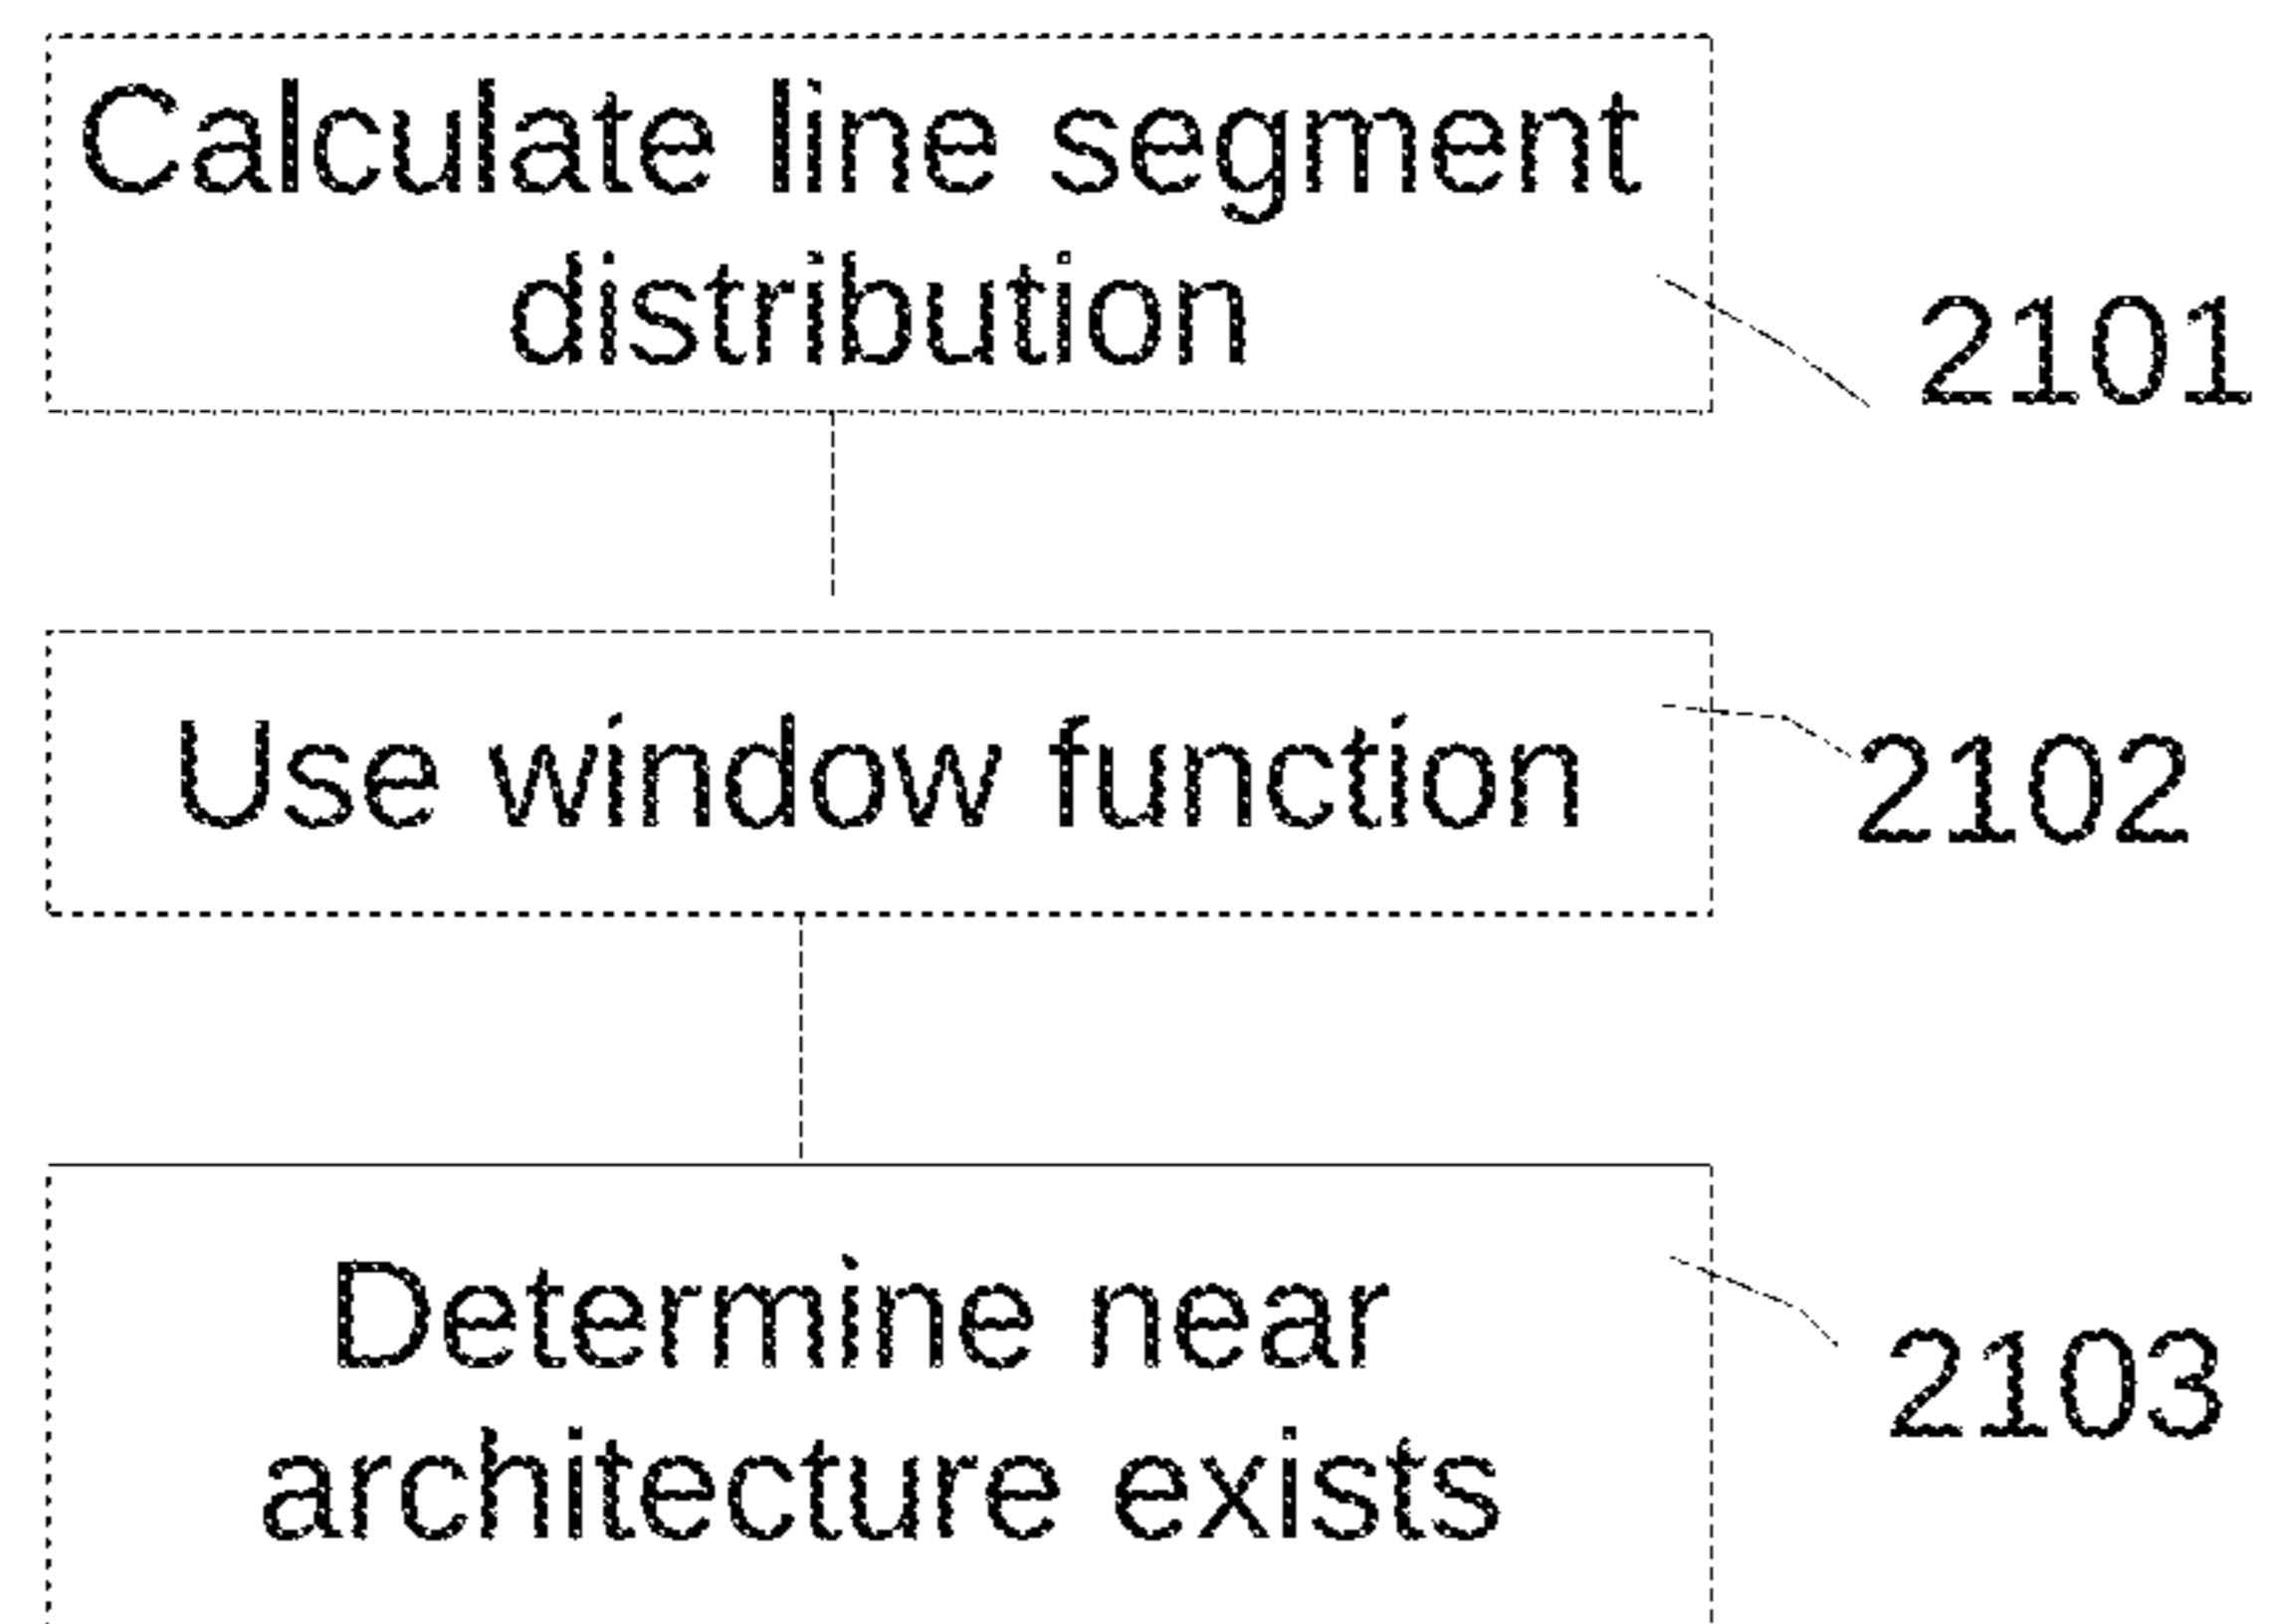 Calculate line segment
distribution
2101
Use window function
2102
Determine near
architecture exists
2103